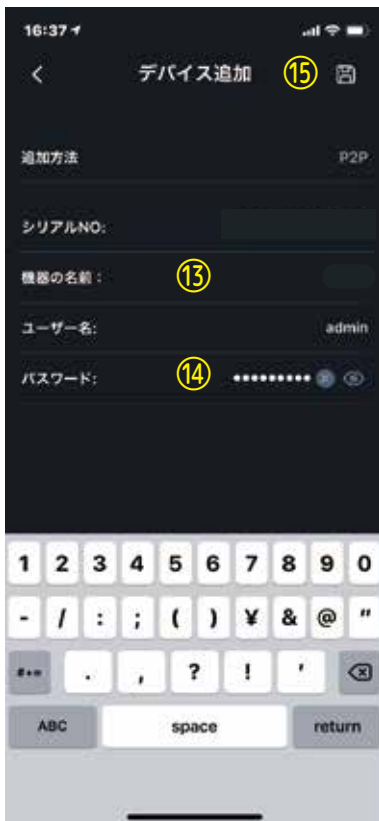 16:37
デバイス追加 ⑮
追加方法 P2P
シリアルNO:
機器の名前： ⑬
ユーザー名: admin
パスワード: ⑭ •••••••••
1 2 3 4 5 6 7 8 9 0
- / : ; ( ) ¥ & @ "
#+= . , ? ! '
ABC space return